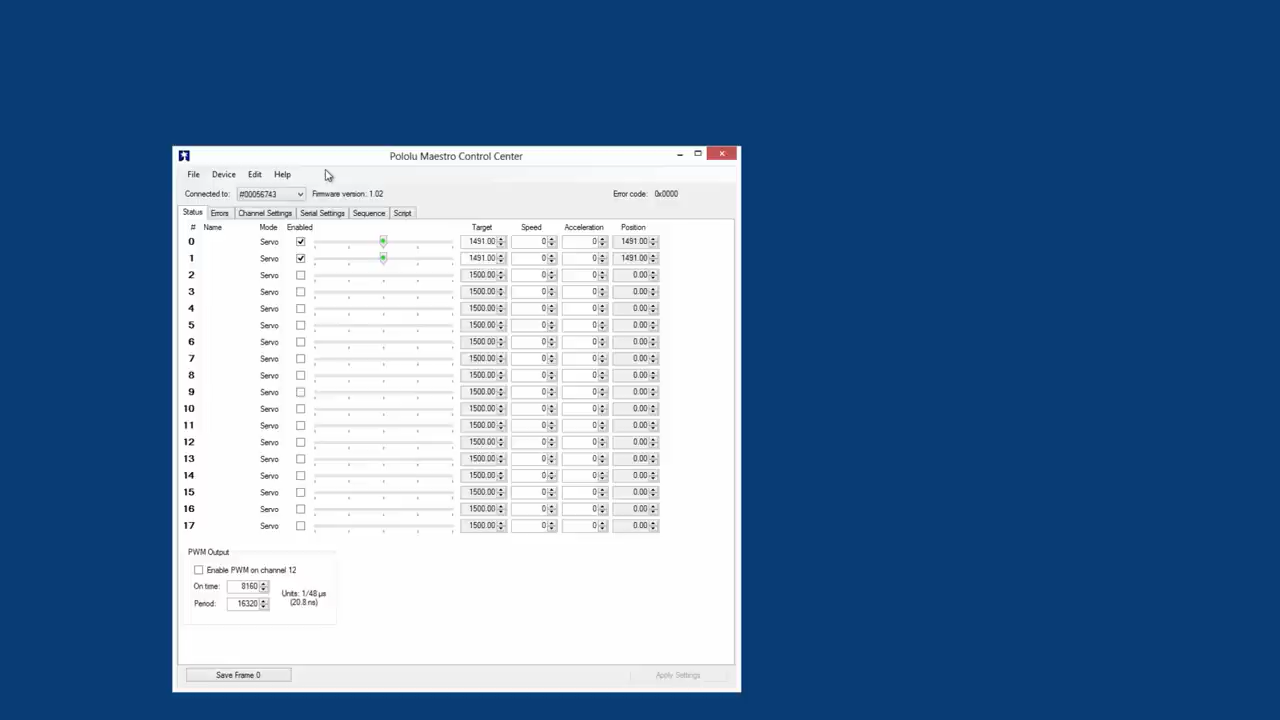 Pololu Maestro Control Center
File Device Edit Help
Connected to: #00056743 Firmware version: 1.02 Error code: 0x0000
Status Errors Channel Settings Serial Settings Sequence Script
# Name Mode Enabled Target Speed Acceleration Position
0 Servo 1491.00 0 0 1491.00
1 Servo 1491.00 0 0 1491.00
2 Servo 1500.00 0 0 0.00
3 Servo 1500.00 0 0 0.00
4 Servo 1500.00 0 0 0.00
5 Servo 1500.00 0 0 0.00
6 Servo 1500.00 0 0 0.00
7 Servo 1500.00 0 0 0.00
8 Servo 1500.00 0 0 0.00
9 Servo 1500.00 0 0 0.00
10 Servo 1500.00 0 0 0.00
11 Servo 1500.00 0 0 0.00
12 Servo 1500.00 0 0 0.00
13 Servo 1500.00 0 0 0.00
14 Servo 1500.00 0 0 0.00
15 Servo 1500.00 0 0 0.00
16 Servo 1500.00 0 0 0.00
17 Servo 1500.00 0 0 0.00
PWM Output
Enable PWM on channel 12
On time: 8160
Period: 16320
Units: 1/48 µs
(20.8 ns)
Save Frame 0 Apply Settings